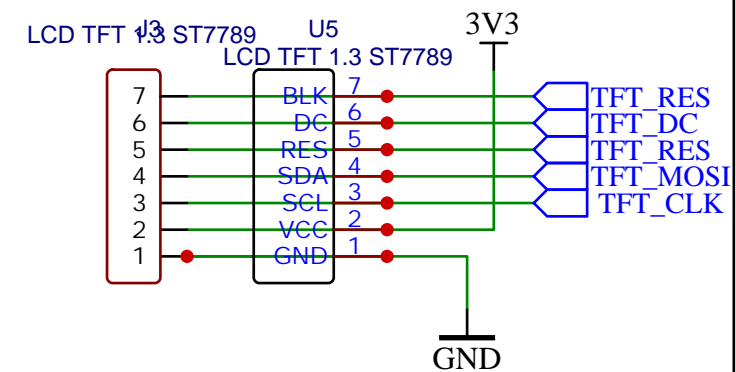 J3
LCD TFT 1.3 ST7789
U5
LCD TFT 1.3 ST7789
3V3
7 BLK 7 TFT_RES
6 DC 6 TFT_DC
5 RES 5 TFT_RES
4 SDA 4 TFT_MOSI
3 SCL 3 TFT_CLK
2 VCC 2
1 GND 1
GND